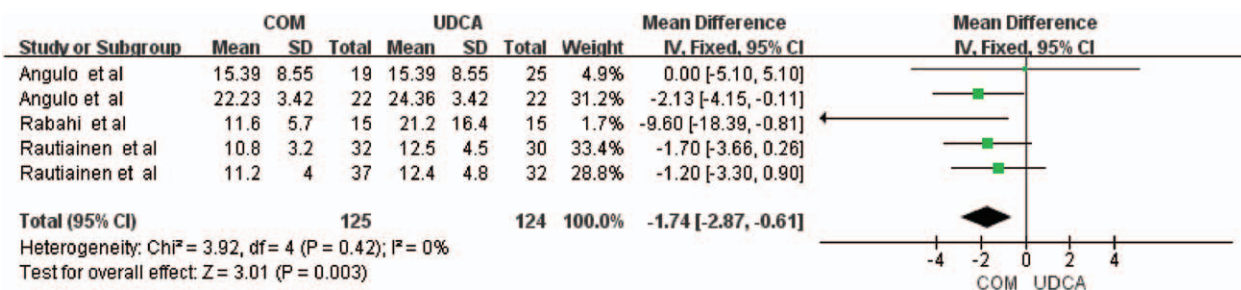 COM UDCA Mean Difference Mean Difference
Study or Subgroup Mean SD Total Mean SD Total Weight IV, Fixed, 95% CI IV, Fixed, 95% CI
Angulo et al 15.39 8.55 19 15.39 8.55 25 4.9% 0.00 [-5.10, 5.10]
Angulo et al 22.23 3.42 22 24.36 3.42 22 31.2% -2.13 [-4.15, -0.11]
Rabahi et al 11.6 5.7 15 21.2 16.4 15 1.7% -9.60 [-18.39, -0.81]
Rautiainen et al 10.8 3.2 32 12.5 4.5 30 33.4% -1.70 [-3.66, 0.26]
Rautiainen et al 11.2 4 37 12.4 4.8 32 28.8% -1.20 [-3.30, 0.90]
Total (95% CI) 125 124 100.0% -1.74 [-2.87, -0.61]
Heterogeneity: Chi² = 3.92, df = 4 (P = 0.42); I² = 0%
Test for overall effect: Z = 3.01 (P = 0.003)
-4 -2 0 2 4
COM UDCA